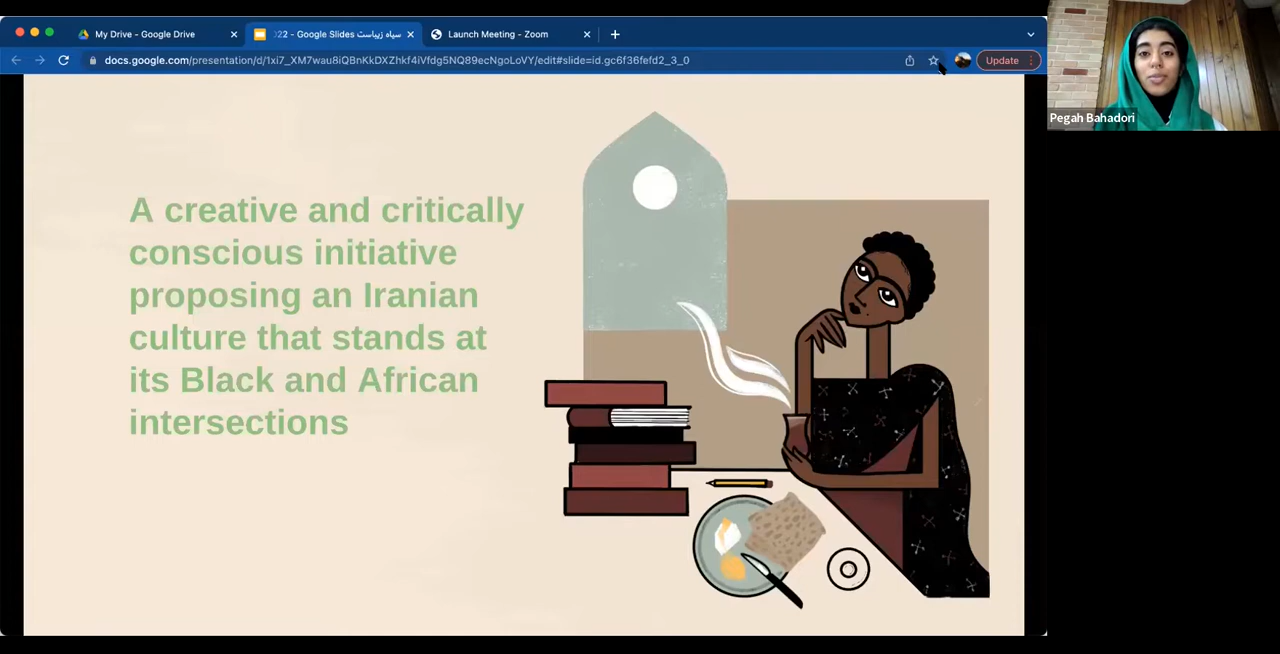 My Drive - Google Drive
سیاه زیباست 2022 - Google Slides
Launch Meeting - Zoom
docs.google.com/presentation/d/1xi7_XM7wau8iQBnKkDXZhkf4iVfdg5NQ89ecNgoLoVY/edit#slide=id.gc6f36fefd2_3_0
Update
Pegah Bahadori
A creative and critically
conscious initiative
proposing an Iranian
culture that stands at
its Black and African
intersections